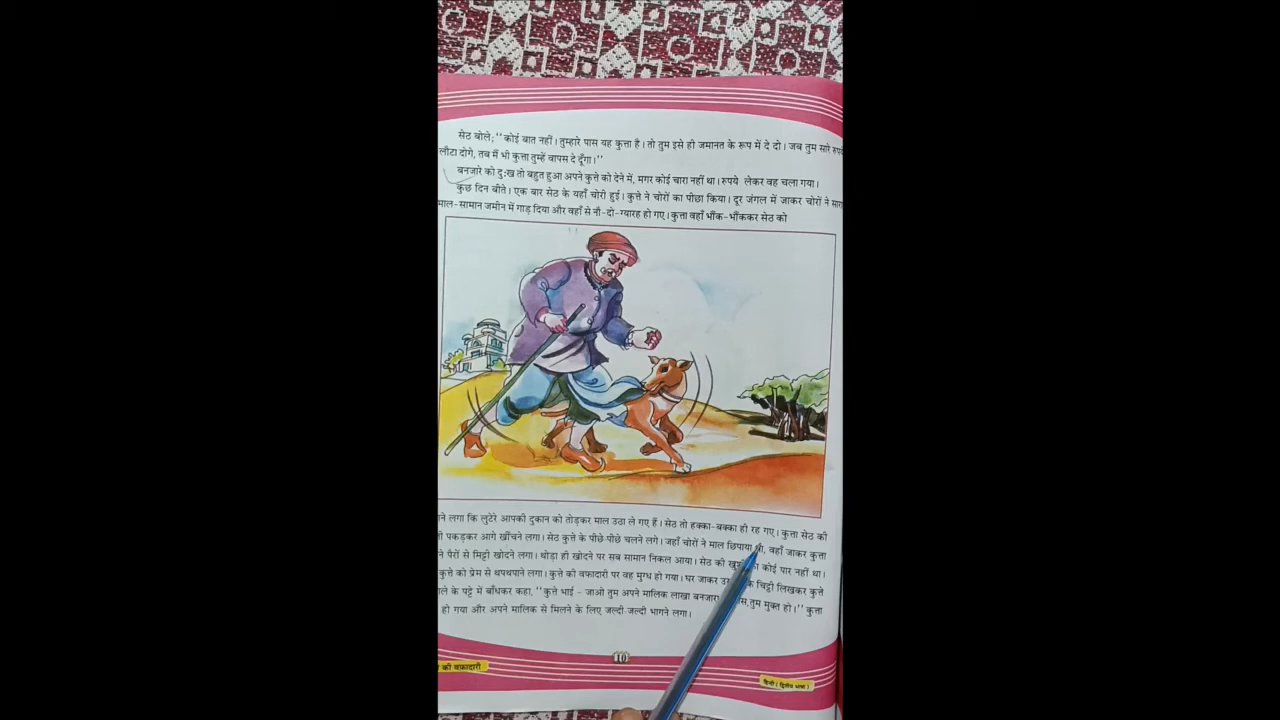 सेठ बोले; ‘‘कोई बात नहीं। तुम्हारे पास यह कुत्ता है। तो तुम इसे ही जमानत के रूप में दे दो। जब तुम सारे रुपये
लौटा दोगे, तब मैं भी कुत्ता तुम्हें वापस दे दूँगा।’’
बनजारे को दुःख तो बहुत हुआ अपने कुत्ते को देने में, मगर कोई चारा नहीं था। रुपये लेकर वह चला गया।
कुछ दिन बीते। एक बार सेठ के यहाँ चोरी हुई। कुत्ते ने चोरों का पीछा किया। दूर जंगल में जाकर चोरों ने सारा
माल-सामान जमीन में गाड़ दिया और वहाँ से नौ-दो-ग्यारह हो गए। कुत्ता वहाँ भौंक-भौंककर सेठ को
लगा कि लुटेरे आपकी दुकान को तोड़कर माल उठा ले गए हैं। सेठ तो हक्का-बक्का ही रह गए। कुत्ता सेठ की
पकड़कर आगे खींचने लगा। सेठ कुत्ते के पीछे-पीछे चलने लगे। जहाँ चोरों ने माल छिपाया था, वहाँ जाकर कुत्ता
पैरों से मिट्टी खोदने लगा। थोड़ा ही खोदने पर सब सामान निकल आया। सेठ की कोई पार नहीं था।
कुत्ते को प्रेम से थपथपाने लगा। कुत्ते की वफादारी पर वह मुग्ध हो गया। घर जाकर चिट्ठी लिखकर कुत्ते
के पट्टे में बाँधकर कहा, ‘‘कुत्ते भाई - जाओ तुम अपने मालिक लाखा तुम मुक्त हो।’’ कुत्ता
हो गया और अपने मालिक से मिलने के लिए जल्दी-जल्दी भागने लगा।
की वफ़ादारी
10
हिन्दी (द्वितीय भाषा)